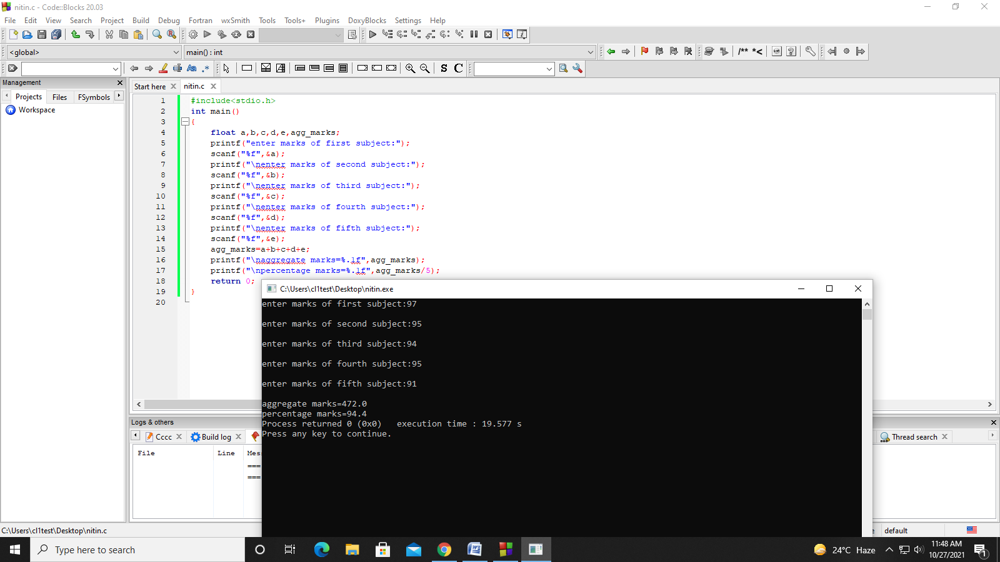 nitin.c - Code::Blocks 20.03
File Edit View Search Project Build Debug Fortran wxSmith Tools Tools+ Plugins DoxyBlocks Settings Help
<global> main() : int
/** *<
Aa .* S C
Management
Projects Files FSymbols
Workspace
Start here nitin.c
1 #include<stdio.h>
2 int main()
3 {
4 float a,b,c,d,e,agg_marks;
5 printf("enter marks of first subject:");
6 scanf("%f",&a);
7 printf("\nenter marks of second subject:");
8 scanf("%f",&b);
9 printf("\nenter marks of third subject:");
10 scanf("%f",&c);
11 printf("\nenter marks of fourth subject:");
12 scanf("%f",&d);
13 printf("\nenter marks of fifth subject:");
14 scanf("%f",&e);
15 agg_marks=a+b+c+d+e;
16 printf("\naggregate marks=%.1f",agg_marks);
17 printf("\npercentage marks=%.1f",agg_marks/5);
18 return 0;
19 }
20
C:\Users\cl1test\Desktop\nitin.exe
enter marks of first subject:97
enter marks of second subject:95
enter marks of third subject:94
enter marks of fourth subject:95
enter marks of fifth subject:91
aggregate marks=472.0
percentage marks=94.4
Process returned 0 (0x0) execution time : 19.577 s
Press any key to continue.
Logs & others
Cccc Build log Thread search
File Line Mes
===
===
C:\Users\cl1test\Desktop\nitin.c default
Type here to search
24°C Haze
11:48 AM
10/27/2021
1